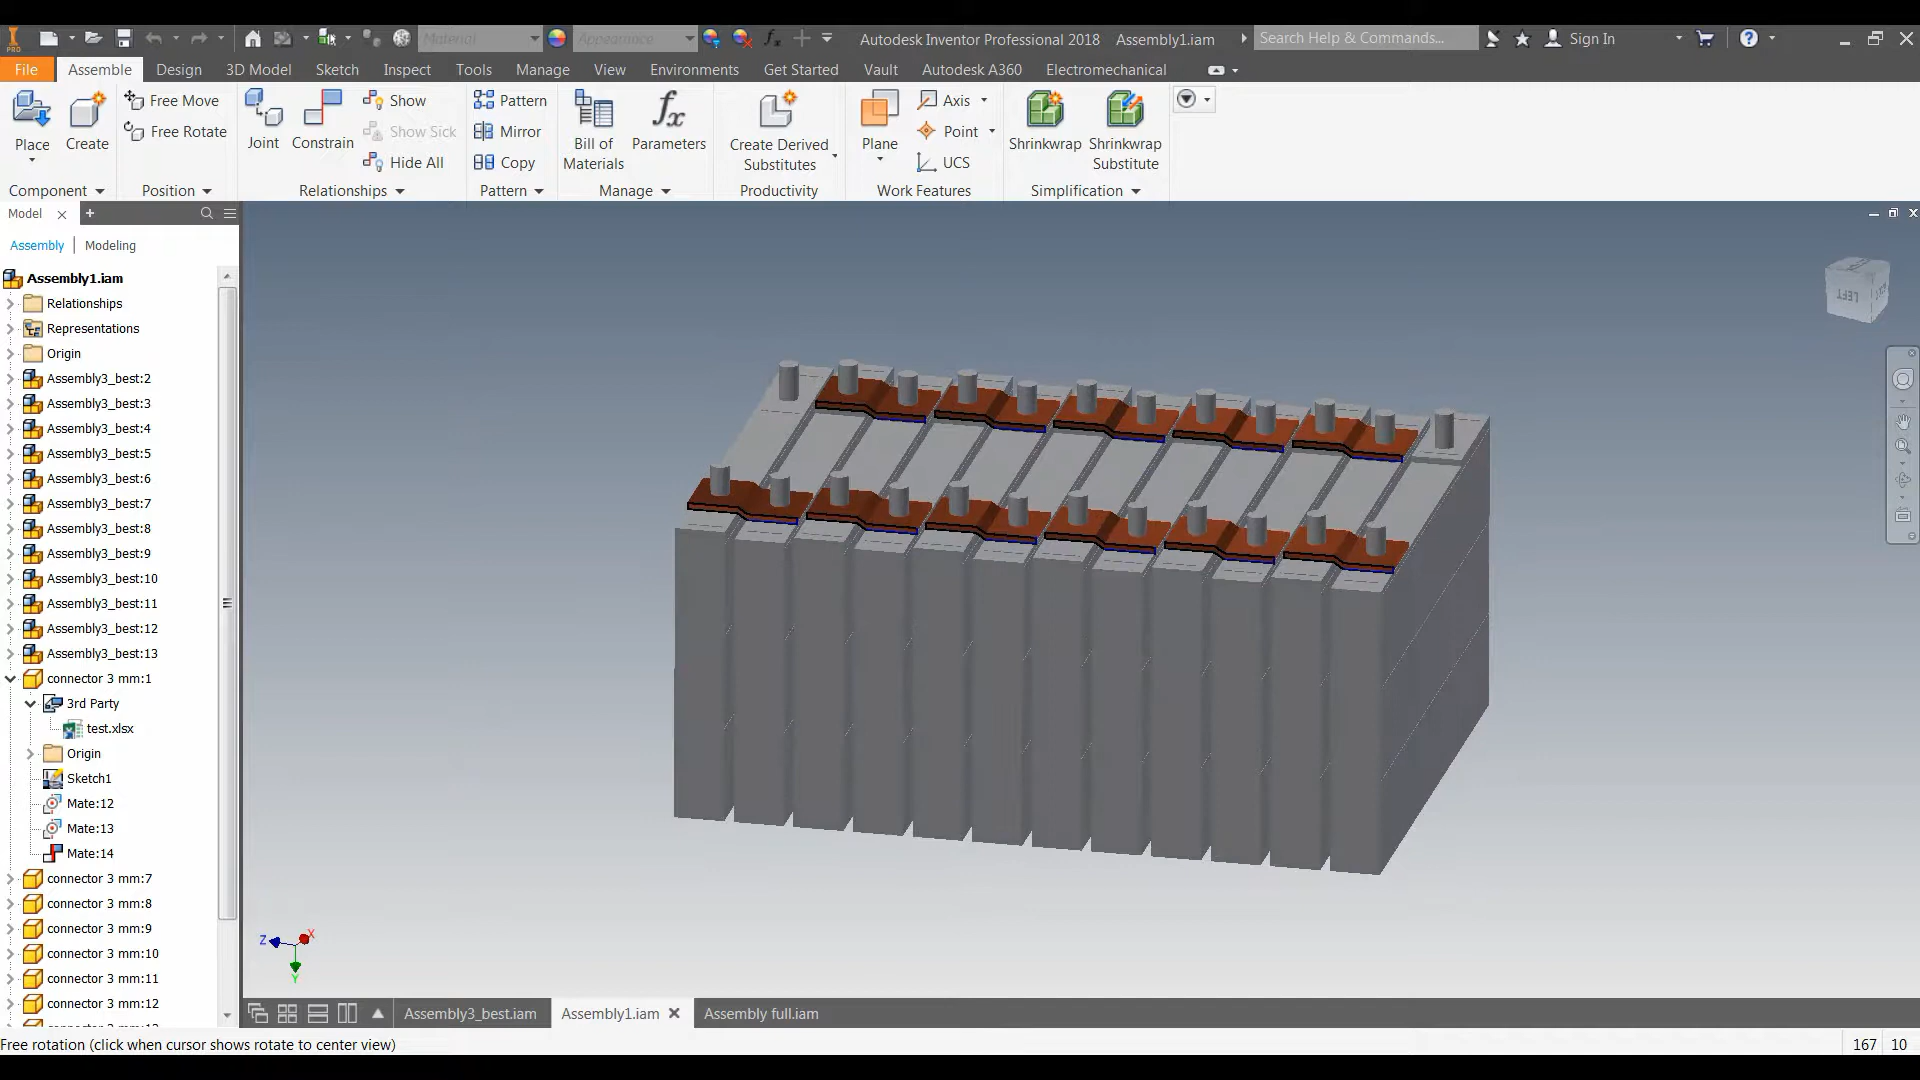 PRO
Material
Appearance
Autodesk Inventor Professional 2018 Assembly1.iam
Search Help & Commands...
Sign In
File Assemble Design 3D Model Sketch Inspect Tools Manage View Environments Get Started Vault Autodesk A360 Electromechanical
Place
Create
Free Move
Free Rotate
Component
Position
Joint
Constrain
Show
Show Sick
Hide All
Relationships
Pattern
Mirror
Copy
Pattern
Bill of
Materials
fx
Parameters
Manage
Create Derived
Substitutes
Productivity
Plane
Axis
Point
UCS
Work Features
Shrinkwrap
Shrinkwrap
Substitute
Simplification
Model
Assembly | Modeling
Assembly1.iam
Relationships
Representations
Origin
Assembly3_best:2
Assembly3_best:3
Assembly3_best:4
Assembly3_best:5
Assembly3_best:6
Assembly3_best:7
Assembly3_best:8
Assembly3_best:9
Assembly3_best:10
Assembly3_best:11
Assembly3_best:12
Assembly3_best:13
connector 3 mm:1
3rd Party
test.xlsx
Origin
Sketch1
Mate:12
Mate:13
Mate:14
connector 3 mm:7
connector 3 mm:8
connector 3 mm:9
connector 3 mm:10
connector 3 mm:11
connector 3 mm:12
LEFT
Z
X
Y
Assembly3_best.iam
Assembly1.iam
Assembly full.iam
Free rotation (click when cursor shows rotate to center view)
167 10